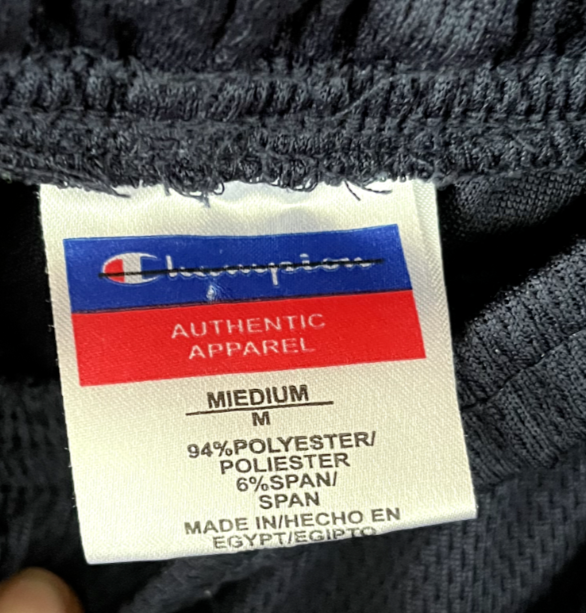 Champion
AUTHENTIC
APPAREL
MIEDIUM
M
94%POLYESTER/
POLIESTER
6%SPAN/
SPAN
MADE IN/HECHO EN
EGYPT/EGIPTO